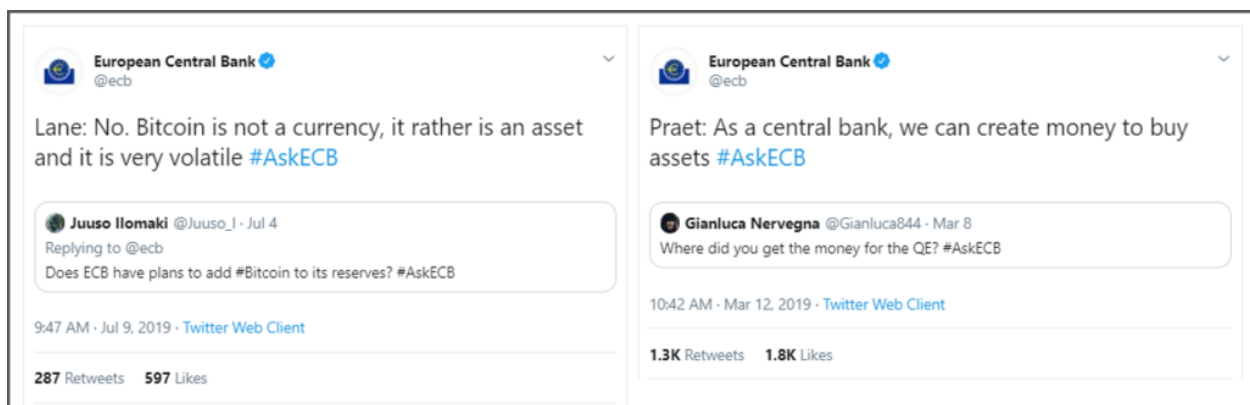 European Central Bank
@ecb
Lane: No. Bitcoin is not a currency, it rather is an asset
and it is very volatile #AskECB
Juuso Ilomaki @Juuso_I · Jul 4
Replying to @ecb
Does ECB have plans to add #Bitcoin to its reserves? #AskECB
9:47 AM · Jul 9, 2019 · Twitter Web Client
287 Retweets 597 Likes
European Central Bank
@ecb
Praet: As a central bank, we can create money to buy
assets #AskECB
Gianluca Nervegna @Gianluca844 · Mar 8
Where did you get the money for the QE? #AskECB
10:42 AM · Mar 12, 2019 · Twitter Web Client
1.3K Retweets 1.8K Likes